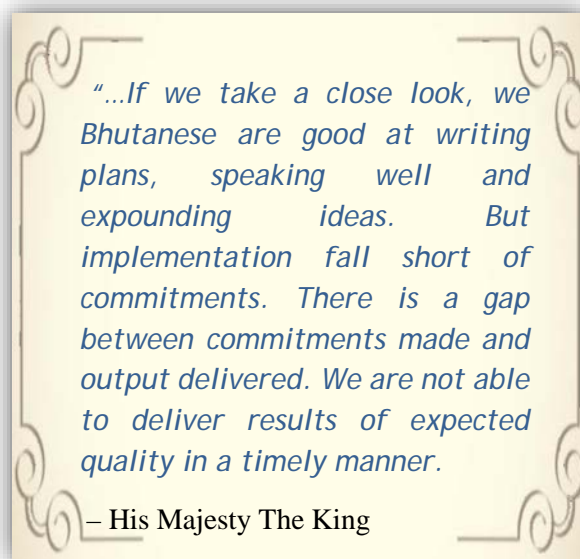 “...If we take a close look, we
Bhutanese are good at writing
plans, speaking well and
expounding ideas. But
implementation fall short of
commitments. There is a gap
between commitments made and
output delivered. We are not able
to deliver results of expected
quality in a timely manner.
– His Majesty The King